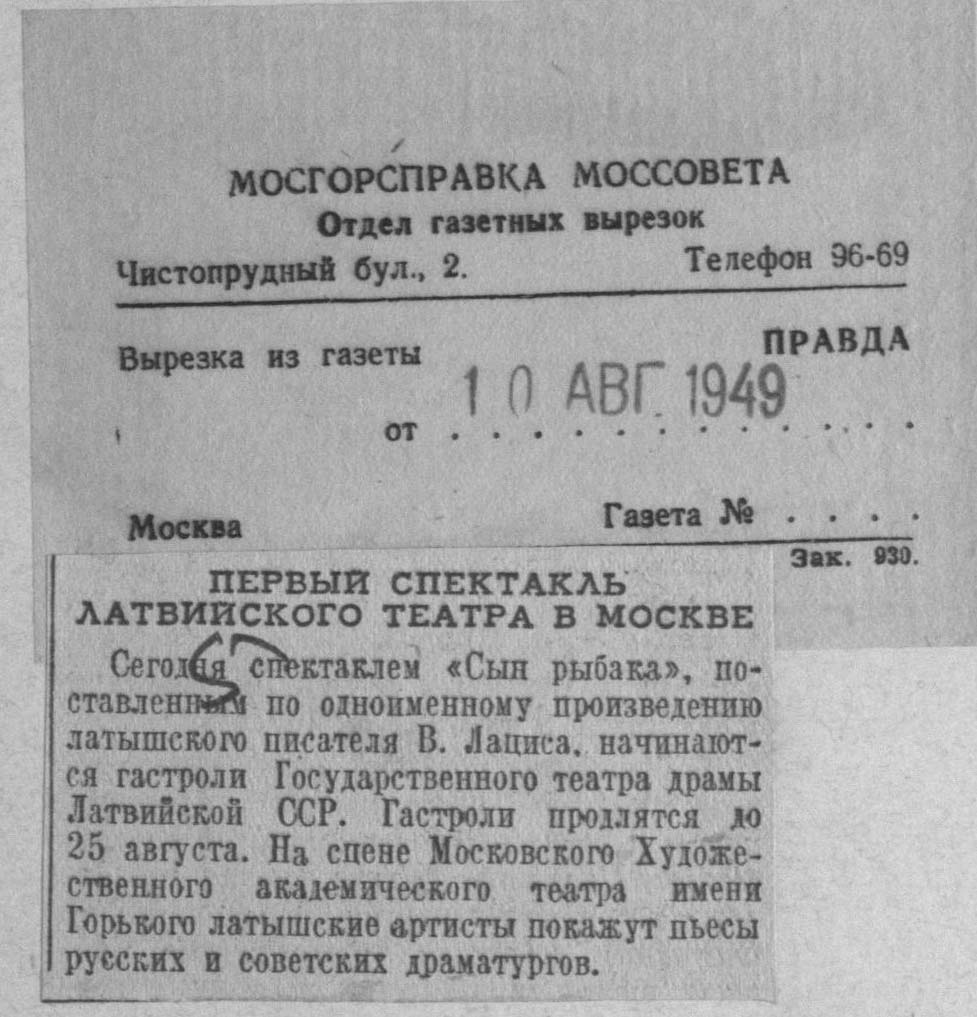 МОСГОРСПРАВКА МОССОВЕТА
Отдел газетных вырезок
Чистопрудный бул., 2. Телефон 96-69
Вырезка из газеты ПРАВДА
10 АВГ. 1949
от . . . . . . . . . . . .
Москва Газета № . . . .
Зак. 930.
ПЕРВЫЙ СПЕКТАКЛЬ
ЛАТВИЙСКОГО ТЕАТРА В МОСКВЕ
Сегодня спектаклем «Сын рыбака», по-
ставленным по одноименному произведению
латышского писателя В. Лациса, начинают-
ся гастроли Государственного театра драмы
Латвийской ССР. Гастроли продлятся до
25 августа. На сцене Московского Художе-
ственного академического театра имени
Горького латышские артисты покажут пьесы
русских и советских драматургов.